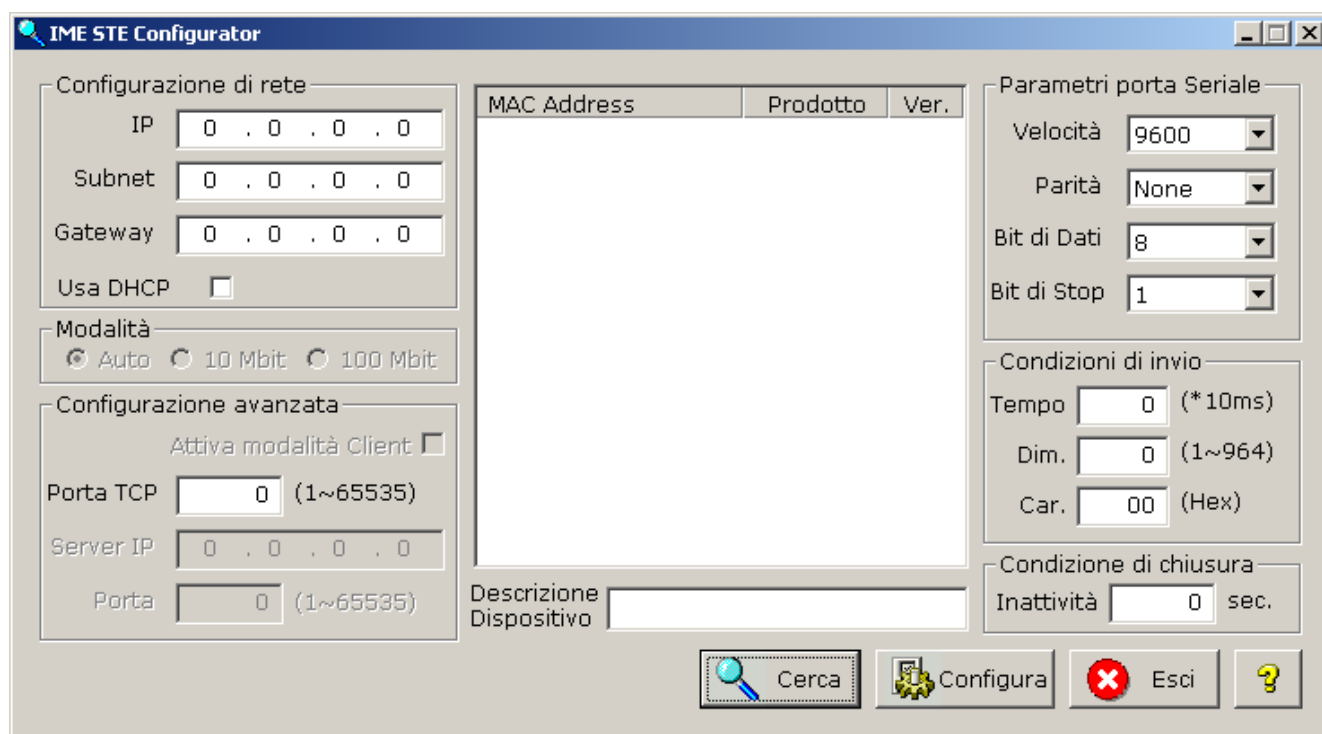 IME STE Configurator
Configurazione di rete
IP 0 . 0 . 0 . 0
Subnet 0 . 0 . 0 . 0
Gateway 0 . 0 . 0 . 0
Usa DHCP
Modalità
Auto 10 Mbit 100 Mbit
Configurazione avanzata
Attiva modalità Client
Porta TCP 0 (1~65535)
Server IP 0 . 0 . 0 . 0
Porta 0 (1~65535)
MAC Address Prodotto Ver.
Descrizione
Dispositivo
Parametri porta Seriale
Velocità 9600
Parità None
Bit di Dati 8
Bit di Stop 1
Condizioni di invio
Tempo 0 (*10ms)
Dim. 0 (1~964)
Car. 00 (Hex)
Condizione di chiusura
Inattività 0 sec.
Cerca Configura Esci ?